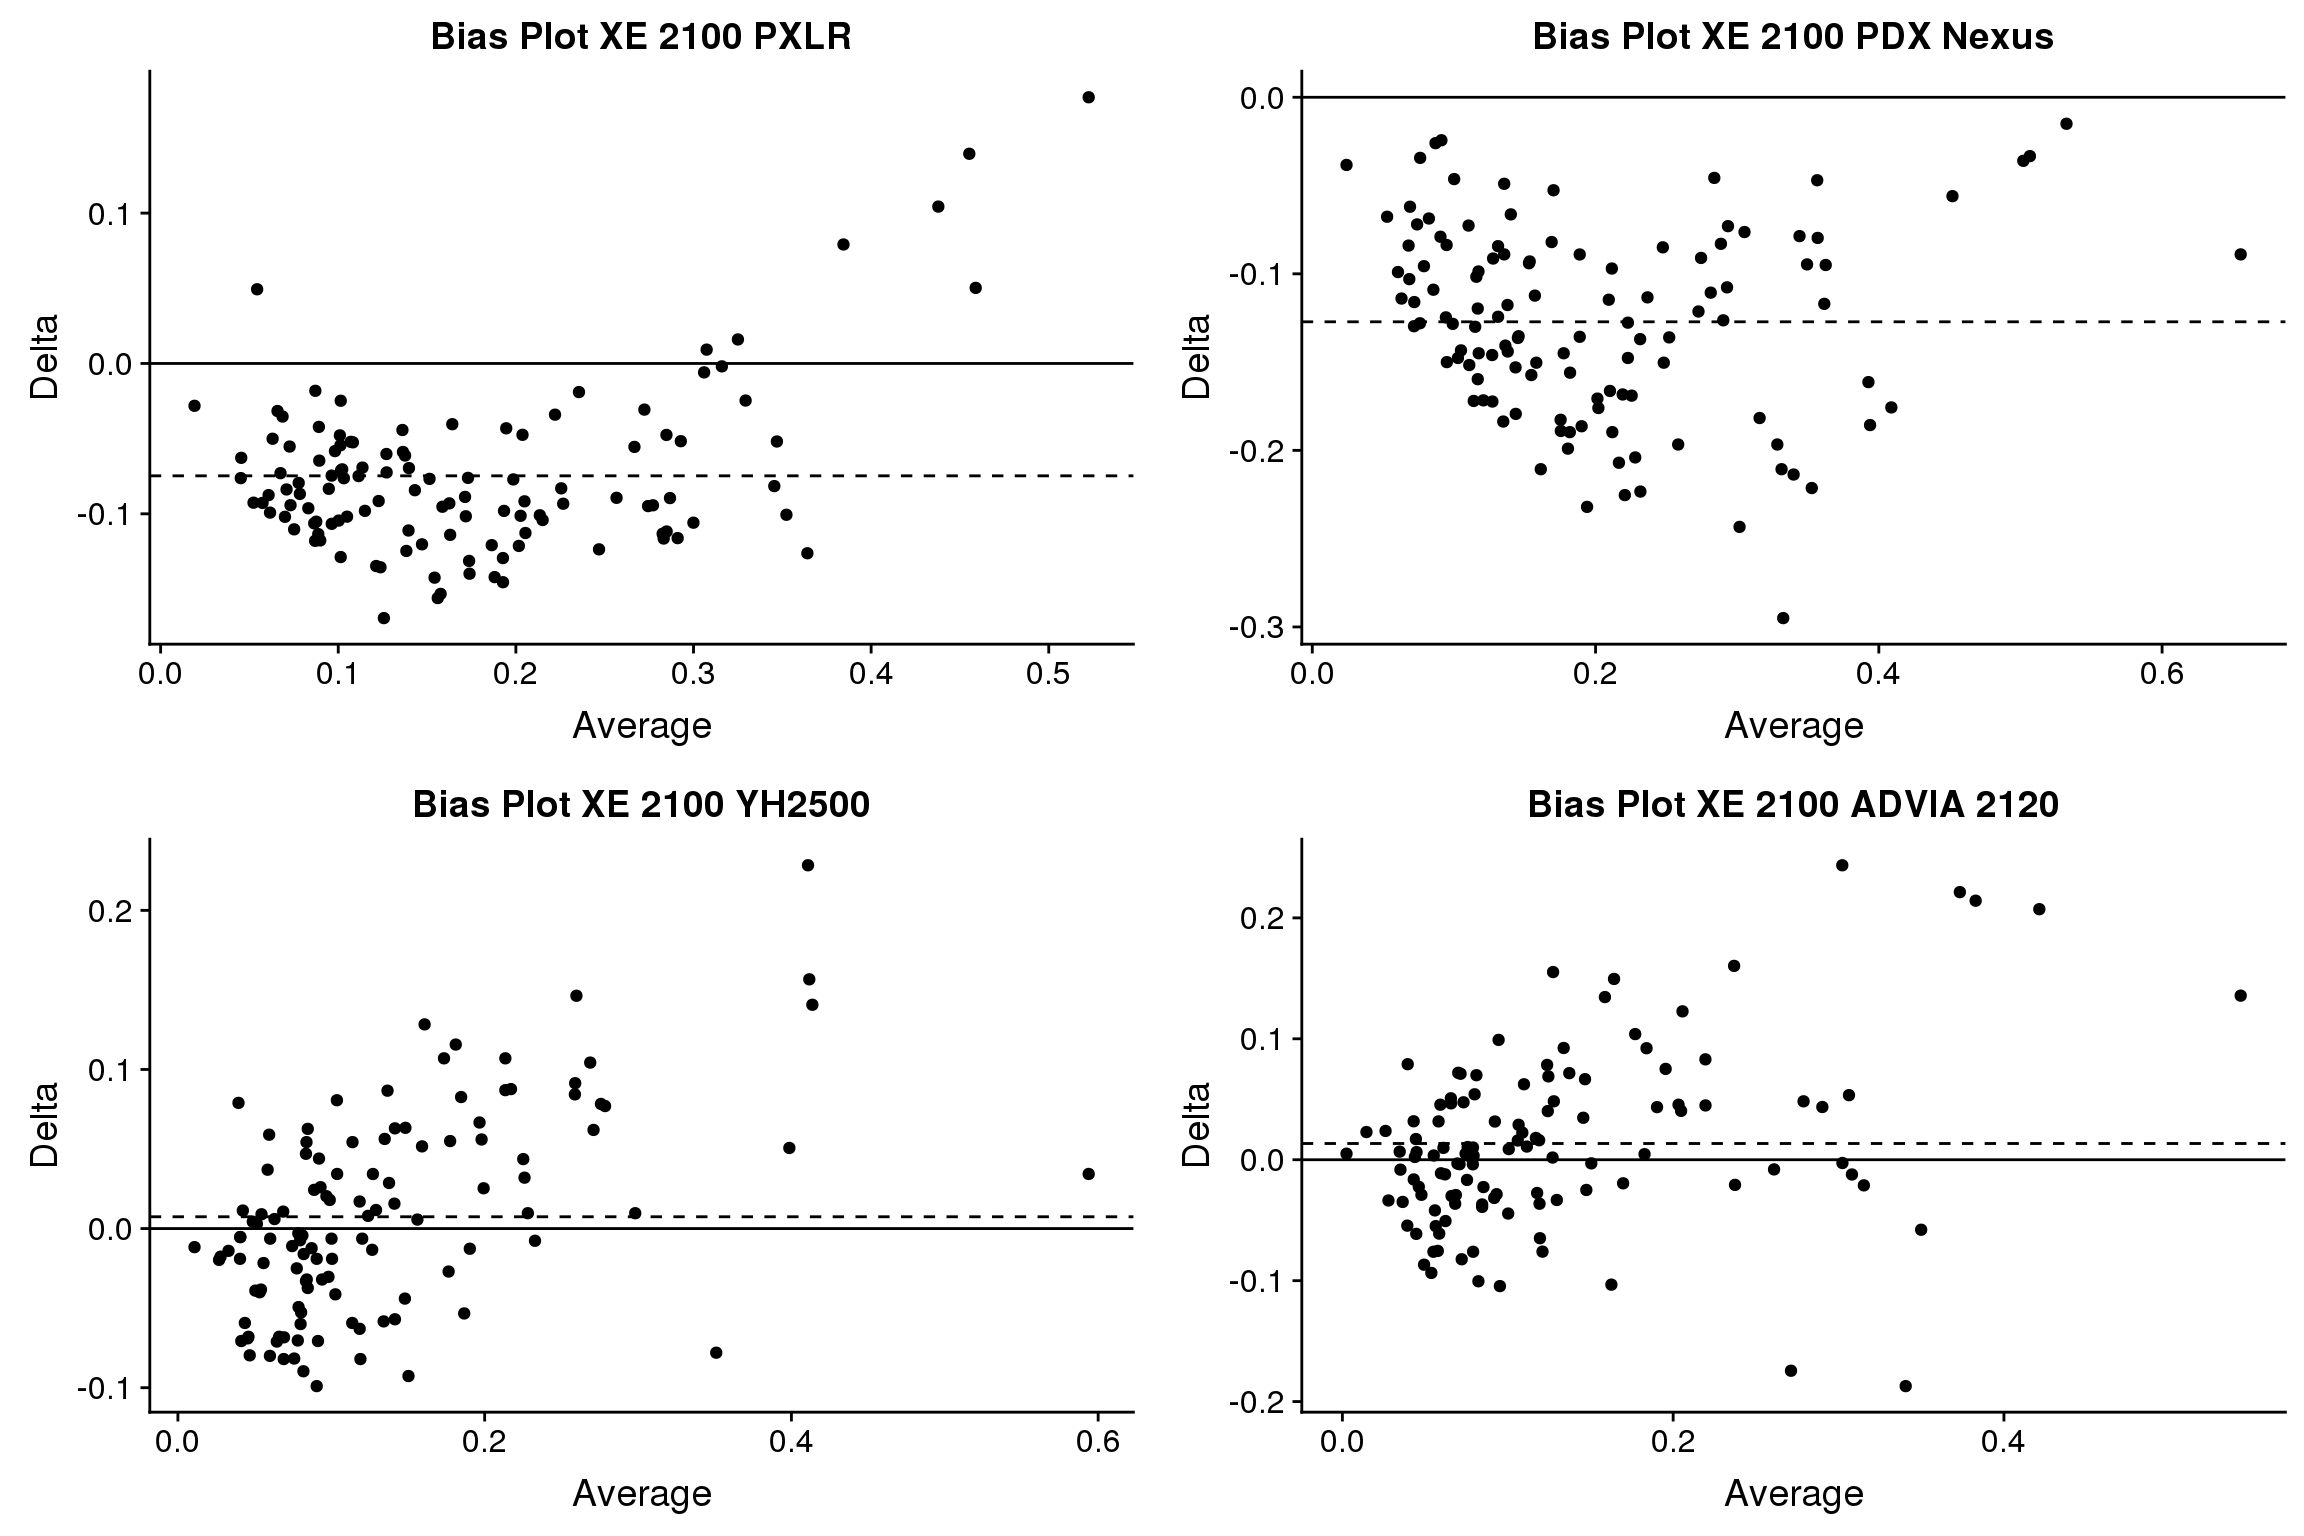 Bias Plot XE 2100 PXLR
0.1
0.0
-0.1
Delta
0.0 0.1 0.2 0.3 0.4 0.5
Average
Bias Plot XE 2100 PDX Nexus
0.0
-0.1
-0.2
-0.3
Delta
0.0 0.2 0.4 0.6
Average
Bias Plot XE 2100 YH2500
0.2
0.1
0.0
-0.1
Delta
0.0 0.2 0.4 0.6
Average
Bias Plot XE 2100 ADVIA 2120
0.2
0.1
0.0
-0.1
-0.2
Delta
0.0 0.2 0.4
Average